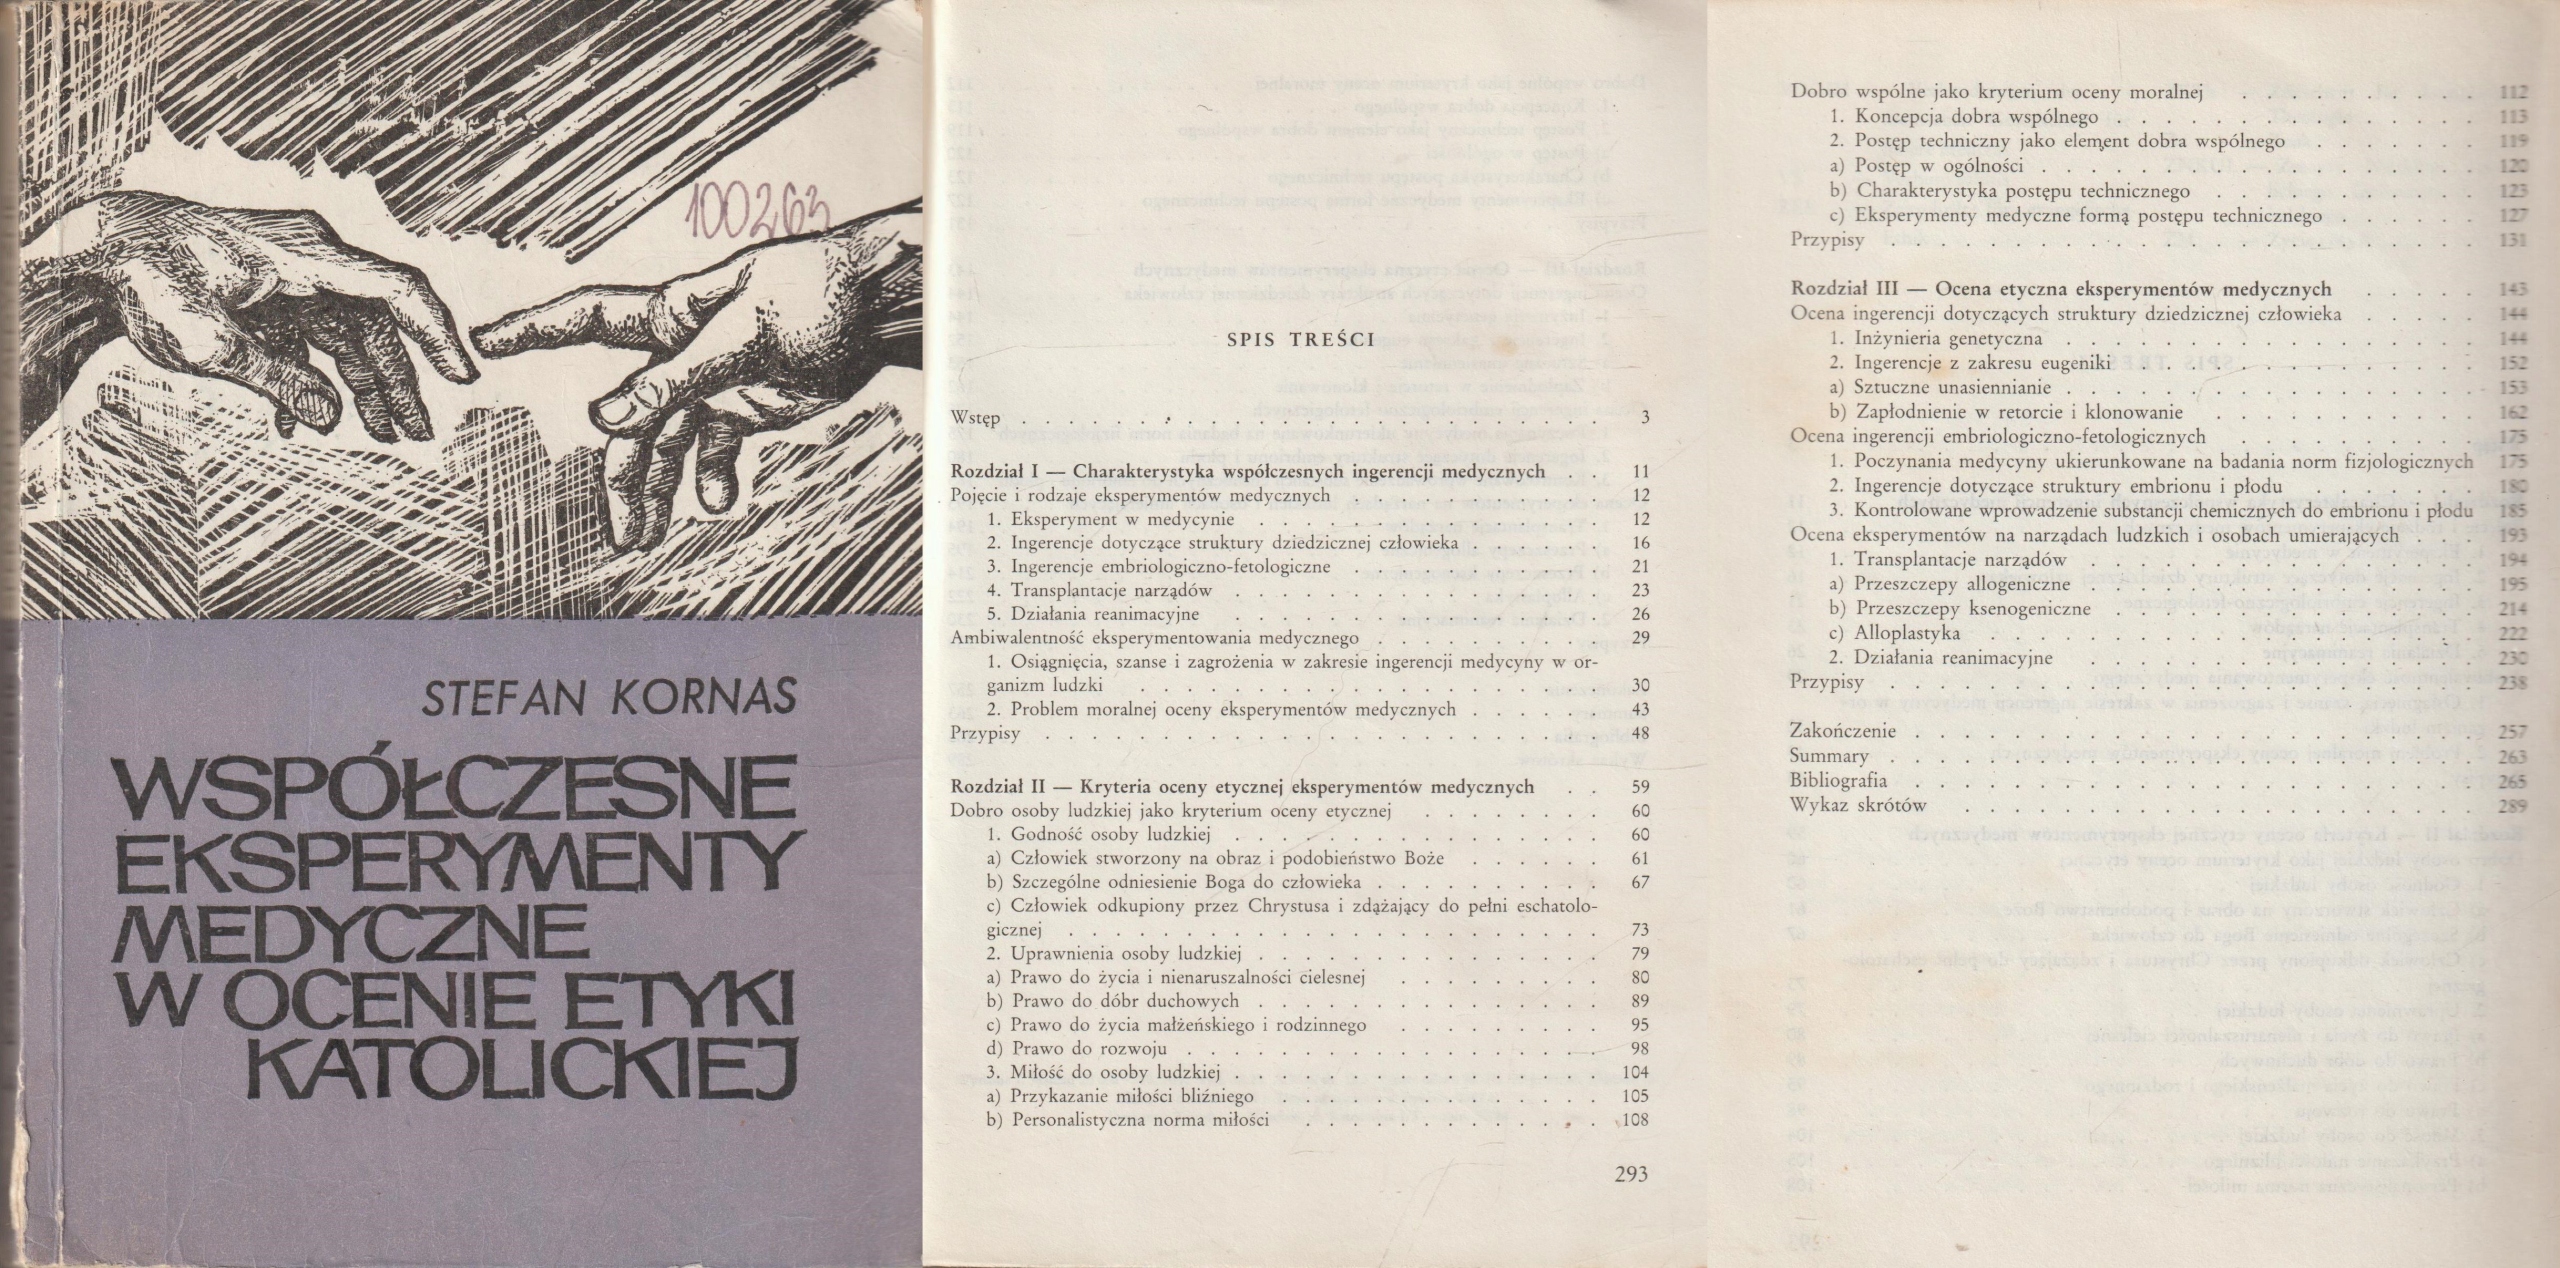 100263
STEFAN KORNAS
WSPÓŁCZESNE
EKSPERYMENTY
MEDYCZNE
W OCENIE ETYKI
KATOLICKIEJ
SPIS TREŚCI
Wstęp . . . . . 3
Rozdział I — Charakterystyka współczesnych ingerencji medycznych . . 11
Pojęcie i rodzaje eksperymentów medycznych . . . . . 12
1. Eksperyment w medycynie . . . . . 12
2. Ingerencje dotyczące struktury dziedzicznej człowieka . . . . . 16
3. Ingerencje embriologiczno-fetologiczne . . . . . 21
4. Transplantacje narządów . . . . . 23
5. Działania reanimacyjne . . . . . 26
Ambiwalentność eksperymentowania medycznego . . . . . 29
1. Osiągnięcia, szanse i zagrożenia w zakresie ingerencji medycyny w or-
ganizm ludzki . . . . . 30
2. Problem moralnej oceny eksperymentów medycznych . . . . . 43
Przypisy . . . . . 48
Rozdział II — Kryteria oceny etycznej eksperymentów medycznych . . 59
Dobro osoby ludzkiej jako kryterium oceny etycznej . . . . . 60
1. Godność osoby ludzkiej . . . . . 60
a) Człowiek stworzony na obraz i podobieństwo Boże . . . . . 61
b) Szczególne odniesienie Boga do człowieka . . . . . 67
c) Człowiek odkupiony przez Chrystusa i zdążający do pełni eschatolo-
gicznej . . . . . 73
2. Uprawnienia osoby ludzkiej . . . . . 79
a) Prawo do życia i nienaruszalności cielesnej . . . . . 80
b) Prawo do dóbr duchowych . . . . . 89
c) Prawo do życia małżeńskiego i rodzinnego . . . . . 95
d) Prawo do rozwoju . . . . . 98
3. Miłość do osoby ludzkiej . . . . . 104
a) Przykazanie miłości bliźniego . . . . . 105
b) Personalistyczna norma miłości . . . . . 108
293
Dobro wspólne jako kryterium oceny moralnej . . . . . 112
1. Koncepcja dobra wspólnego . . . . . 113
2. Postęp techniczny jako element dobra wspólnego . . . . . 119
a) Postęp w ogólności . . . . . 120
b) Charakterystyka postępu technicznego . . . . . 123
c) Eksperymenty medyczne formą postępu technicznego . . . . . 127
Przypisy . . . . . 131
Rozdział III — Ocena etyczna eksperymentów medycznych . . . . . 143
Ocena ingerencji dotyczących struktury dziedzicznej człowieka . . . . . 144
1. Inżynieria genetyczna . . . . . 144
2. Ingerencje z zakresu eugeniki . . . . . 152
a) Sztuczne unasiennianie . . . . . 153
b) Zapłodnienie w retorcie i klonowanie . . . . . 162
Ocena ingerencji embriologiczno-fetologicznych . . . . . 175
1. Poczynania medycyny ukierunkowane na badania norm fizjologicznych 175
2. Ingerencje dotyczące struktury embrionu i płodu . . . . . 180
3. Kontrolowane wprowadzenie substancji chemicznych do embrionu i płodu 185
Ocena eksperymentów na narządach ludzkich i osobach umierających . . . 193
1. Transplantacje narządów . . . . . 194
a) Przeszczepy allogeniczne . . . . . 195
b) Przeszczepy ksenogeniczne . . . . . 214
c) Alloplastyka . . . . . 222
2. Działania reanimacyjne . . . . . 230
Przypisy . . . . . 238
Zakończenie . . . . . 257
Summary . . . . . 263
Bibliografia . . . . . 265
Wykaz skrótów . . . . . 289